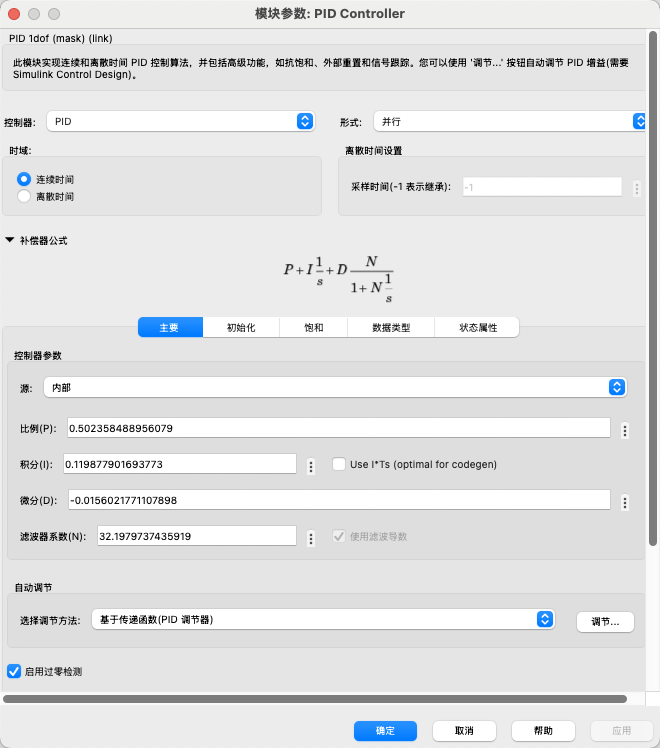 模块参数: PID Controller
PID 1dof (mask) (link)
此模块实现连续和离散时间 PID 控制算法，并包括高级功能，如抗饱和、外部重置和信号跟踪。您可以使用 '调节...' 按钮自动调节 PID 增益(需要
Simulink Control Design)。
控制器: PID 形式: 并行
时域: 离散时间设置
连续时间
离散时间
采样时间(-1 表示继承): -1
补偿器公式
P + I 1/s + D N/(1 + N 1/s)
主要 初始化 饱和 数据类型 状态属性
控制器参数
源: 内部
比例(P): 0.502358488956079
积分(I): 0.119877901693773 Use I*Ts (optimal for codegen)
微分(D): -0.0156021771107898
滤波器系数(N): 32.1979737435919 使用滤波导数
自动调节
选择调节方法: 基于传递函数(PID 调节器) 调节...
启用过零检测
确定 取消 帮助 应用